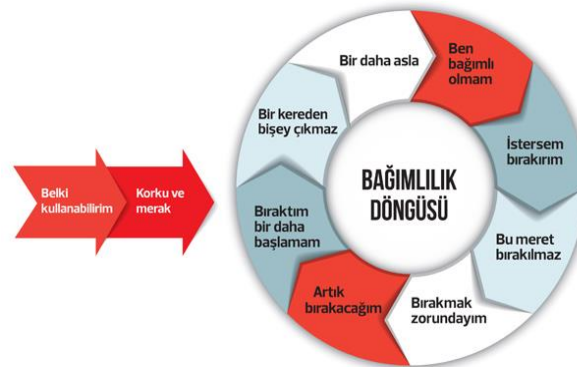 Belki
kullanabilirim
Korku ve
merak
Bir kereden
bişey çıkmaz
Bir daha asla
Ben
bağımlı
olmam
İstersem
bırakırım
Bu meret
bırakılmaz
Bırakmak
zorundayım
Artık
bırakacağım
Bıraktım
bir daha
başlamam
BAĞIMLILIK
DÖNGÜSÜ